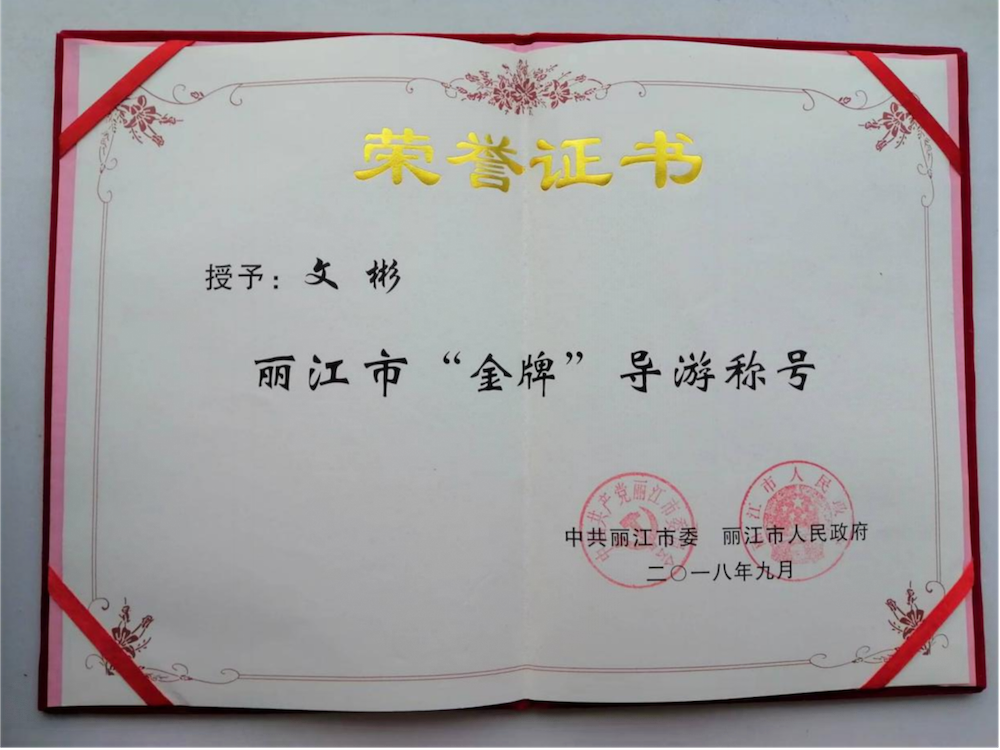 荣誉证书
授予：文彬
丽江市“金牌”导游称号
中共丽江市委 丽江市人民政府
二〇一八年九月